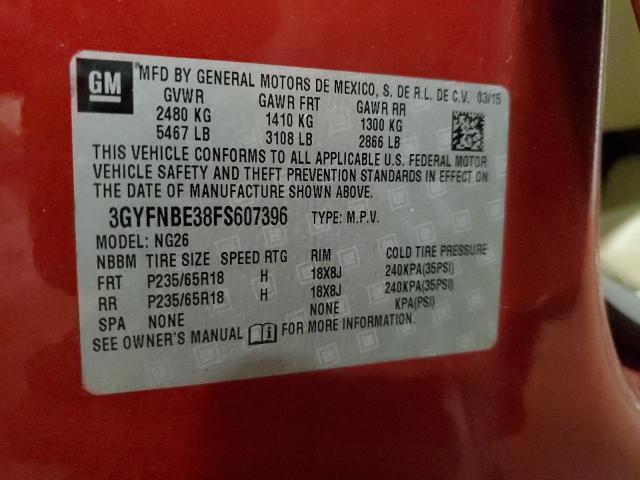 GM
MFD BY GENERAL MOTORS DE MEXICO, S. DE R.L. DE C.V. 03/15
GVWR GAWR FRT GAWR RR
2480 KG 1410 KG 1300 KG
5467 LB 3108 LB 2866 LB
THIS VEHICLE CONFORMS TO ALL APPLICABLE U.S. FEDERAL MOTOR
VEHICLE SAFETY AND THEFT PREVENTION STANDARDS IN EFFECT ON
THE DATE OF MANUFACTURE SHOWN ABOVE.
3GYFNBE38FS607396 TYPE: M.P.V.
MODEL: NG26
NBBM TIRE SIZE SPEED RTG RIM COLD TIRE PRESSURE
FRT P235/65R18 H 18X8J 240KPA(35PSI)
RR P235/65R18 H 18X8J 240KPA(35PSI)
SPA NONE NONE KPA(PSI)
SEE OWNER'S MANUAL FOR MORE INFORMATION.